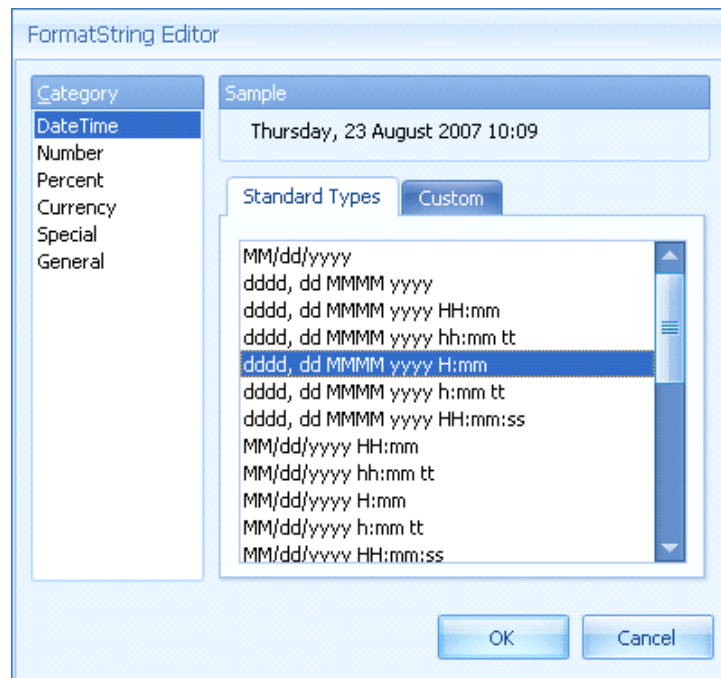 FormatString Editor
Category
DateTime
Number
Percent
Currency
Special
General
Sample
Thursday, 23 August 2007 10:09
Standard Types
Custom
MM/dd/yyyy
dddd, dd MMMM yyyy
dddd, dd MMMM yyyy HH:mm
dddd, dd MMMM yyyy hh:mm tt
dddd, dd MMMM yyyy H:mm
dddd, dd MMMM yyyy h:mm tt
dddd, dd MMMM yyyy HH:mm:ss
MM/dd/yyyy HH:mm
MM/dd/yyyy hh:mm tt
MM/dd/yyyy H:mm
MM/dd/yyyy h:mm tt
MM/dd/yyyy HH:mm:ss
OK
Cancel